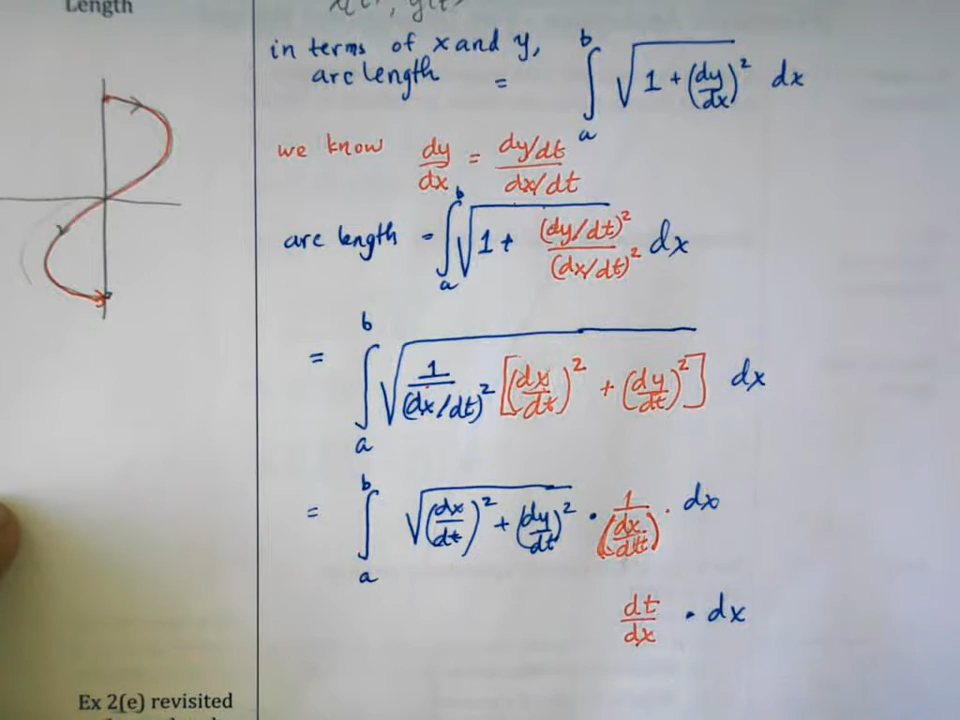 Length
x(t), y(t)
in terms of x and y,
arc length = ∫_a^b √(1 + (dy/dx)²) dx
we know dy/dx = (dy/dt)/(dx/dt)
arc length = ∫_a^b √(1 + (dy/dt)²/(dx/dt)²) dx
= ∫_a^b √(1/(dx/dt)² [(dx/dt)² + (dy/dt)²]) dx
= ∫_a^b √((dx/dt)² + (dy/dt)²) · 1/(dx/dt) · dx
dt/dx · dx
Ex 2(e) revisited